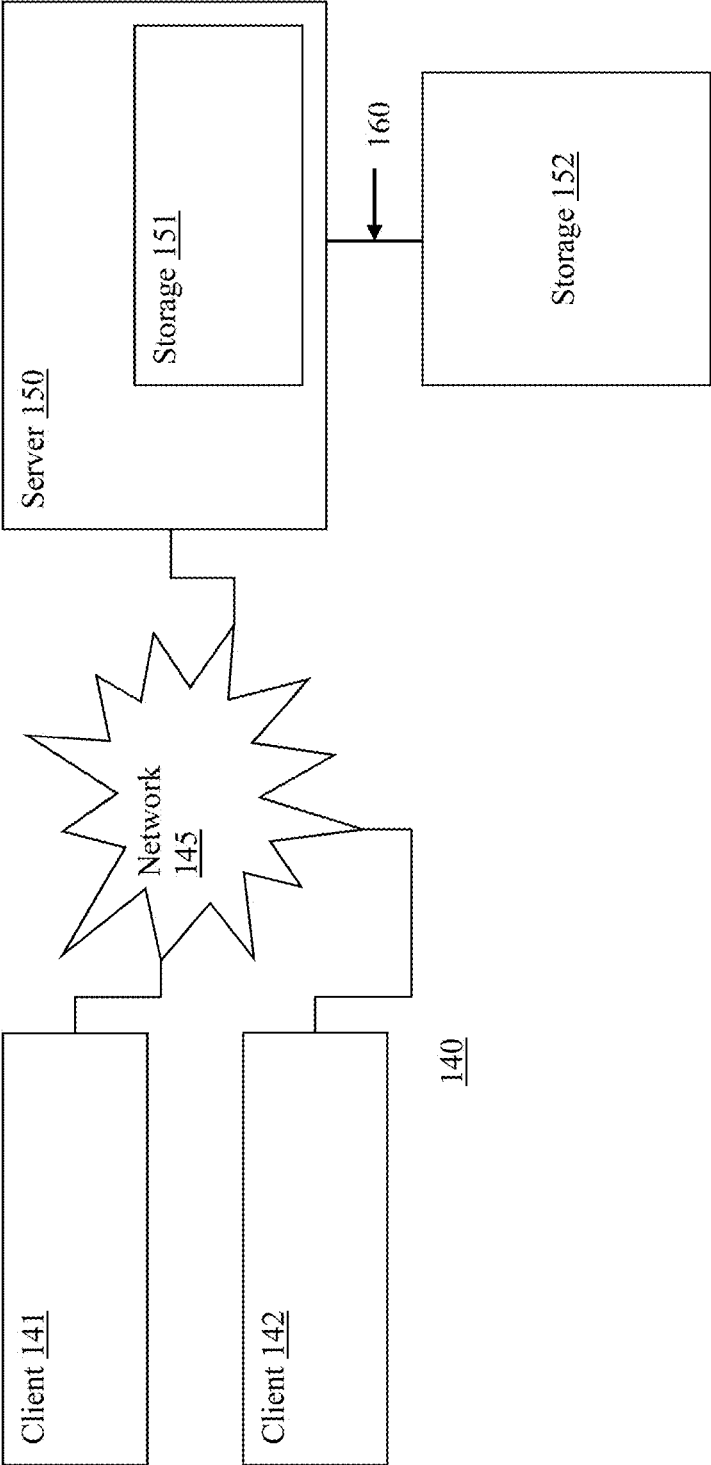 Client 141
Client 142
140
Network
145
Server 150
Storage 151
160
Storage 152